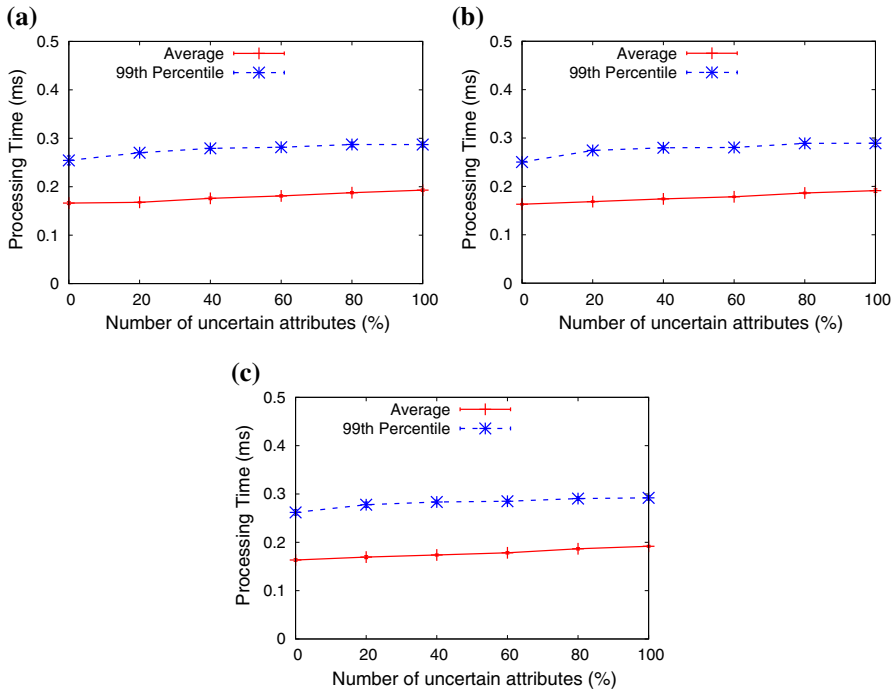 (a)
Processing Time (ms)
0.5
0.4
0.3
0.2
0.1
0
Average
99th Percentile
0 20 40 60 80 100
Number of uncertain attributes (%)
(b)
Processing Time (ms)
0.5
0.4
0.3
0.2
0.1
0
Average
99th Percentile
0 20 40 60 80 100
Number of uncertain attributes (%)
(c)
Processing Time (ms)
0.5
0.4
0.3
0.2
0.1
0
Average
99th Percentile
0 20 40 60 80 100
Number of uncertain attributes (%)